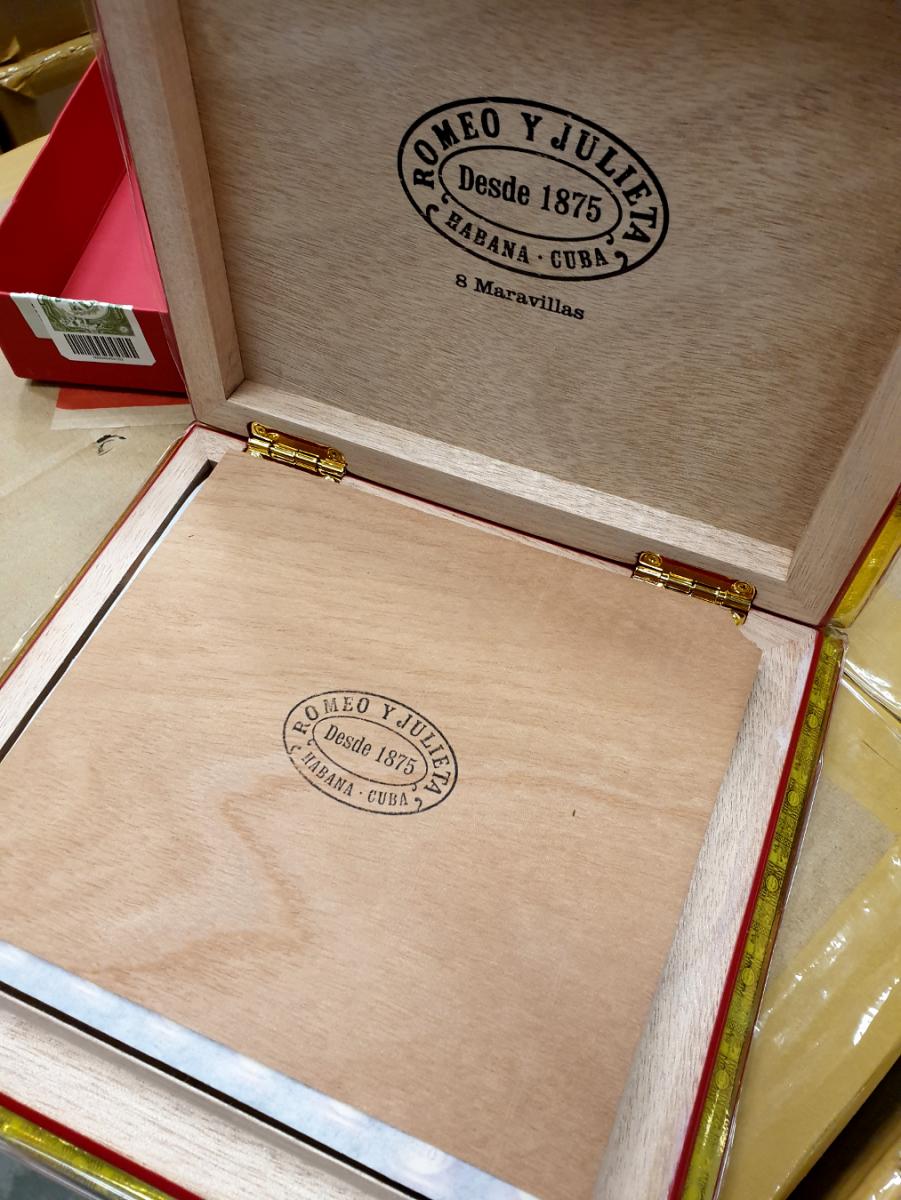 ROMEO Y JULIETA
Desde 1875
HABANA · CUBA
8 Maravillas
ROMEO Y JULIETA
Desde 1875
HABANA · CUBA